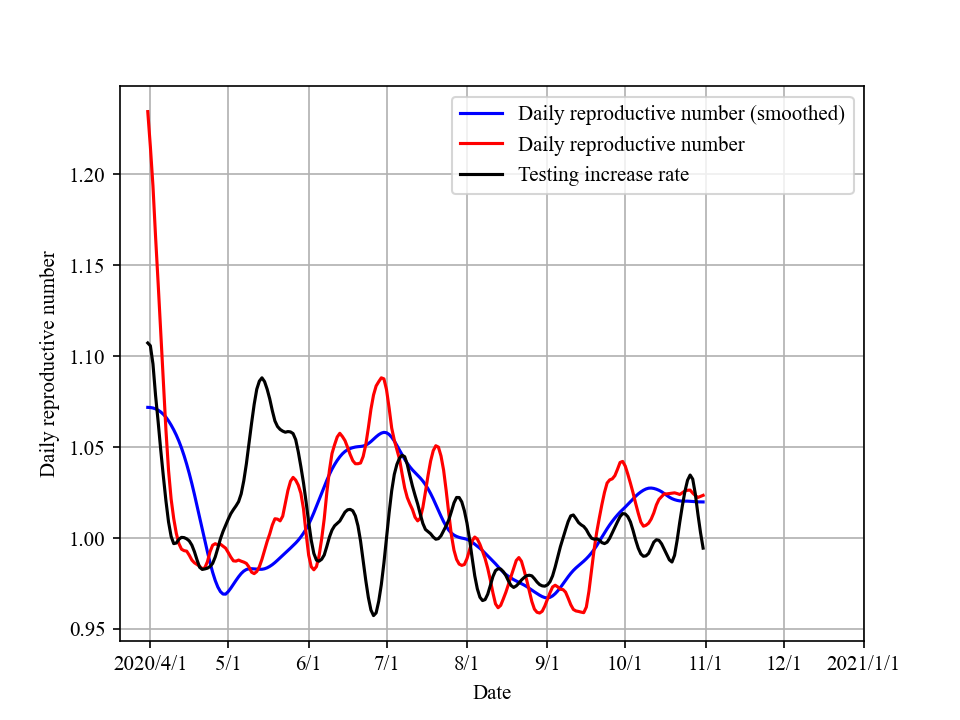 Daily reproductive number (smoothed)
Daily reproductive number
Testing increase rate
Daily reproductive number
1.20
1.15
1.10
1.05
1.00
0.95
2020/4/1 5/1 6/1 7/1 8/1 9/1 10/1 11/1 12/1 2021/1/1
Date